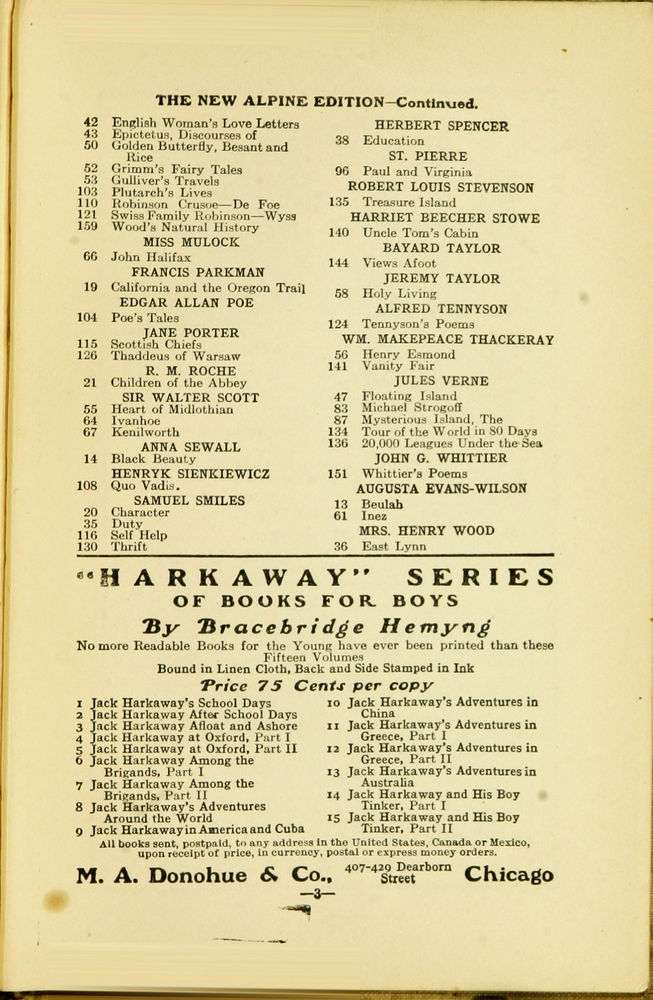 THE NEW ALPINE EDITION—Continued.
42 English Woman's Love Letters
43 Epictetus, Discourses of
50 Golden Butterfly, Besant and
Rice
52 Grimm's Fairy Tales
53 Gulliver's Travels
103 Plutarch's Lives
110 Robinson Crusoe—De Foe
121 Swiss Family Robinson—Wyss
159 Wood's Natural History
MISS MULOCK
66 John Halifax
FRANCIS PARKMAN
19 California and the Oregon Trail
EDGAR ALLAN POE
104 Poe's Tales
JANE PORTER
115 Scottish Chiefs
126 Thaddeus of Warsaw
R. M. ROCHE
21 Children of the Abbey
SIR WALTER SCOTT
55 Heart of Midlothian
64 Ivanhoe
67 Kenilworth
ANNA SEWALL
14 Black Beauty
HENRYK SIENKIEWICZ
108 Quo Vadis.
SAMUEL SMILES
20 Character
35 Duty
116 Self Help
130 Thrift
HERBERT SPENCER
38 Education
ST. PIERRE
96 Paul and Virginia
ROBERT LOUIS STEVENSON
135 Treasure Island
HARRIET BEECHER STOWE
140 Uncle Tom's Cabin
BAYARD TAYLOR
144 Views Afoot
JEREMY TAYLOR
58 Holy Living
ALFRED TENNYSON
124 Tennyson's Poems
WM. MAKEPEACE THACKERAY
56 Henry Esmond
141 Vanity Fair
JULES VERNE
47 Floating Island
83 Michael Strogoff
87 Mysterious Island, The
134 Tour of the World in 80 Days
136 20,000 Leagues Under the Sea
JOHN G. WHITTIER
151 Whittier's Poems
AUGUSTA EVANS-WILSON
13 Beulah
61 Inez
MRS. HENRY WOOD
36 East Lynn
"HARKAWAY" SERIES
OF BOOKS FOR BOYS
By Bracebridge Hemyng
No more Readable Books for the Young have ever been printed than these
Fifteen Volumes
Bound in Linen Cloth, Back and Side Stamped in Ink
Price 75 Cents per copy
1 Jack Harkaway's School Days
2 Jack Harkaway After School Days
3 Jack Harkaway Afloat and Ashore
4 Jack Harkaway at Oxford, Part I
5 Jack Harkaway at Oxford, Part II
6 Jack Harkaway Among the
Brigands, Part I
7 Jack Harkaway Among the
Brigands, Part II
8 Jack Harkaway's Adventures
Around the World
9 Jack Harkaway in America and Cuba
10 Jack Harkaway's Adventures in
China
11 Jack Harkaway's Adventures in
Greece, Part I
12 Jack Harkaway's Adventures in
Greece, Part II
13 Jack Harkaway's Adventures in
Australia
14 Jack Harkaway and His Boy
Tinker, Part I
15 Jack Harkaway and His Boy
Tinker, Part II
All books sent, postpaid, to any address in the United States, Canada or Mexico,
upon receipt of price, in currency, postal or express money orders.
M. A. Donohue & Co., 407-429 Dearborn Street Chicago
—3—